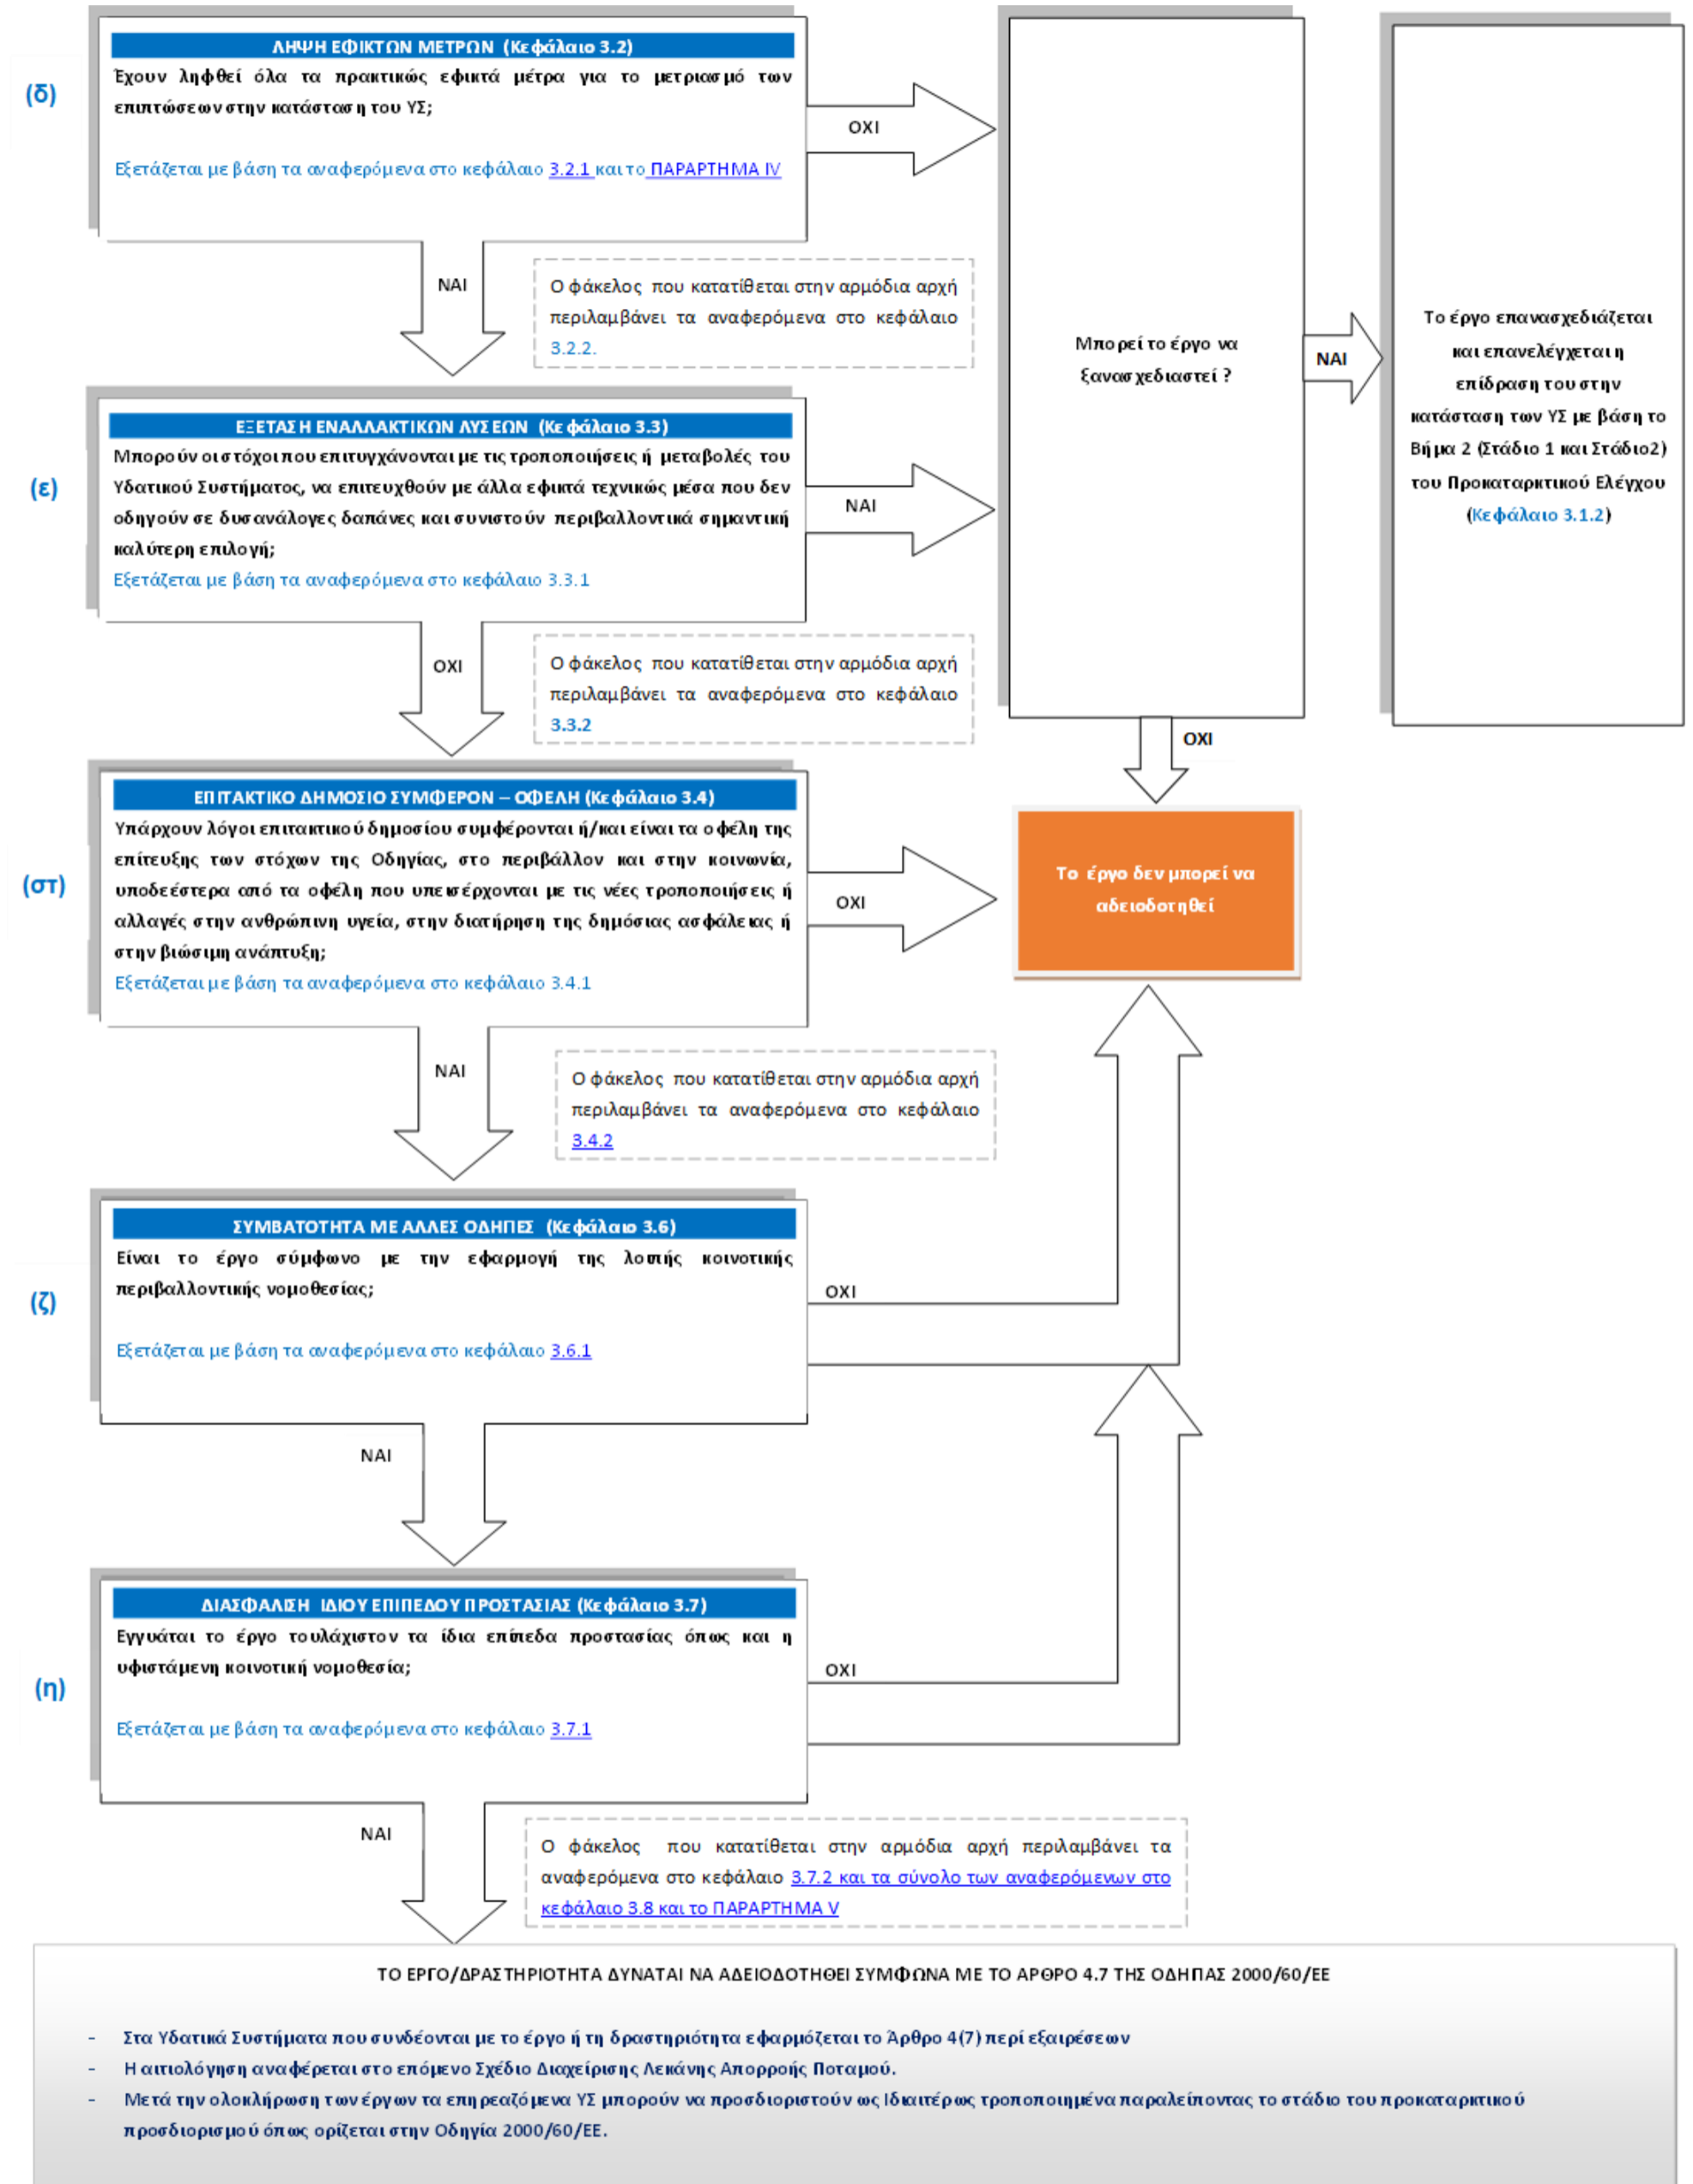 ΛΗΨΗ ΕΦΙΚΤΩΝ ΜΕΤΡΩΝ (Κεφάλαιο 3.2)
(δ)
Έχουν ληφθεί όλα τα πρακτικώς εφικτά μέτρα για το μετριασμό των
επιπτώσεων στην κατάσταση του ΥΣ;
Εξετάζεται με βάση τα αναφερόμενα στο κεφάλαιο 3.2.1 και το ΠΑΡΑΡΤΗΜΑ IV
ΟΧΙ
ΝΑΙ
Ο φάκελος που κατατίθεται στην αρμόδια αρχή
περιλαμβάνει τα αναφερόμενα στο κεφάλαιο
3.2.2.
Μπορεί το έργο να
ξανασχεδιαστεί ?
ΝΑΙ
Το έργο επανασχεδιάζεται
και επανελέγχεται η
επίδραση του στην
κατάσταση των ΥΣ με βάση το
Βήμα 2 (Στάδιο 1 και Στάδιο2)
του Προκαταρκτικού Ελέγχου
(Κεφάλαιο 3.1.2)
ΕΞΕΤΑΣΗ ΕΝΑΛΛΑΚΤΙΚΩΝ ΛΥΣΕΩΝ (Κεφάλαιο 3.3)
(ε)
Μπορούν οι στόχοι που επιτυγχάνονται με τις τροποποιήσεις ή μεταβολές του
Υδατικού Συστήματος, να επιτευχθούν με άλλα εφικτά τεχνικώς μέσα που δεν
οδηγούν σε δυσανάλογες δαπάνες και συνιστούν περιβαλλοντικά σημαντική
καλύτερη επιλογή;
Εξετάζεται με βάση τα αναφερόμενα στο κεφάλαιο 3.3.1
ΝΑΙ
ΟΧΙ
Ο φάκελος που κατατίθεται στην αρμόδια αρχή
περιλαμβάνει τα αναφερόμενα στο κεφάλαιο
3.3.2
ΟΧΙ
ΕΠΙΤΑΚΤΙΚΟ ΔΗΜΟΣΙΟ ΣΥΜΦΕΡΟΝ – ΟΦΕΛΗ (Κεφάλαιο 3.4)
(στ)
Υπάρχουν λόγοι επιτακτικού δημοσίου συμφέρονται ή/και είναι τα οφέλη της
επίτευξης των στόχων της Οδηγίας, στο περιβάλλον και στην κοινωνία,
υποδεέστερα από τα οφέλη που υπεισέρχονται με τις νέες τροποποιήσεις ή
αλλαγές στην ανθρώπινη υγεία, στην διατήρηση της δημόσιας ασφάλειας ή
στην βιώσιμη ανάπτυξη;
Εξετάζεται με βάση τα αναφερόμενα στο κεφάλαιο 3.4.1
ΟΧΙ
Το έργο δεν μπορεί να
αδειοδοτηθεί
ΝΑΙ
Ο φάκελος που κατατίθεται στην αρμόδια αρχή
περιλαμβάνει τα αναφερόμενα στο κεφάλαιο
3.4.2
ΣΥΜΒΑΤΟΤΗΤΑ ΜΕ ΑΛΛΕΣ ΟΔΗΓΙΕΣ (Κεφάλαιο 3.6)
(ζ)
Είναι το έργο σύμφωνο με την εφαρμογή της λοιπής κοινοτικής
περιβαλλοντικής νομοθεσίας;
Εξετάζεται με βάση τα αναφερόμενα στο κεφάλαιο 3.6.1
ΟΧΙ
ΝΑΙ
ΔΙΑΣΦΑΛΙΣΗ ΙΔΙΟΥ ΕΠΙΠΕΔΟΥ ΠΡΟΣΤΑΣΙΑΣ (Κεφάλαιο 3.7)
(η)
Εγγυάται το έργο τουλάχιστον τα ίδια επίπεδα προστασίας όπως και η
υφιστάμενη κοινοτική νομοθεσία;
Εξετάζεται με βάση τα αναφερόμενα στο κεφάλαιο 3.7.1
ΟΧΙ
ΝΑΙ
Ο φάκελος που κατατίθεται στην αρμόδια αρχή περιλαμβάνει τα
αναφερόμενα στο κεφάλαιο 3.7.2 και τα σύνολο των αναφερόμενων στο
κεφάλαιο 3.8 και το ΠΑΡΑΡΤΗΜΑ V
ΤΟ ΕΡΓΟ/ΔΡΑΣΤΗΡΙΟΤΗΤΑ ΔΥΝΑΤΑΙ ΝΑ ΑΔΕΙΟΔΟΤΗΘΕΙ ΣΥΜΦΩΝΑ ΜΕ ΤΟ ΑΡΘΡΟ 4.7 ΤΗΣ ΟΔΗΓΙΑΣ 2000/60/ΕΕ
- Στα Υδατικά Συστήματα που συνδέονται με το έργο ή τη δραστηριότητα εφαρμόζεται το Άρθρο 4(7) περί εξαιρέσεων
- Η αιτιολόγηση αναφέρεται στο επόμενο Σχέδιο Διαχείρισης Λεκάνης Απορροής Ποταμού.
- Μετά την ολοκλήρωση των έργων τα επηρεαζόμενα ΥΣ μπορούν να προσδιοριστούν ως Ιδιαιτέρως τροποποιημένα παραλείποντας το στάδιο του προκαταρκτικού
προσδιορισμού όπως ορίζεται στην Οδηγία 2000/60/ΕΕ.